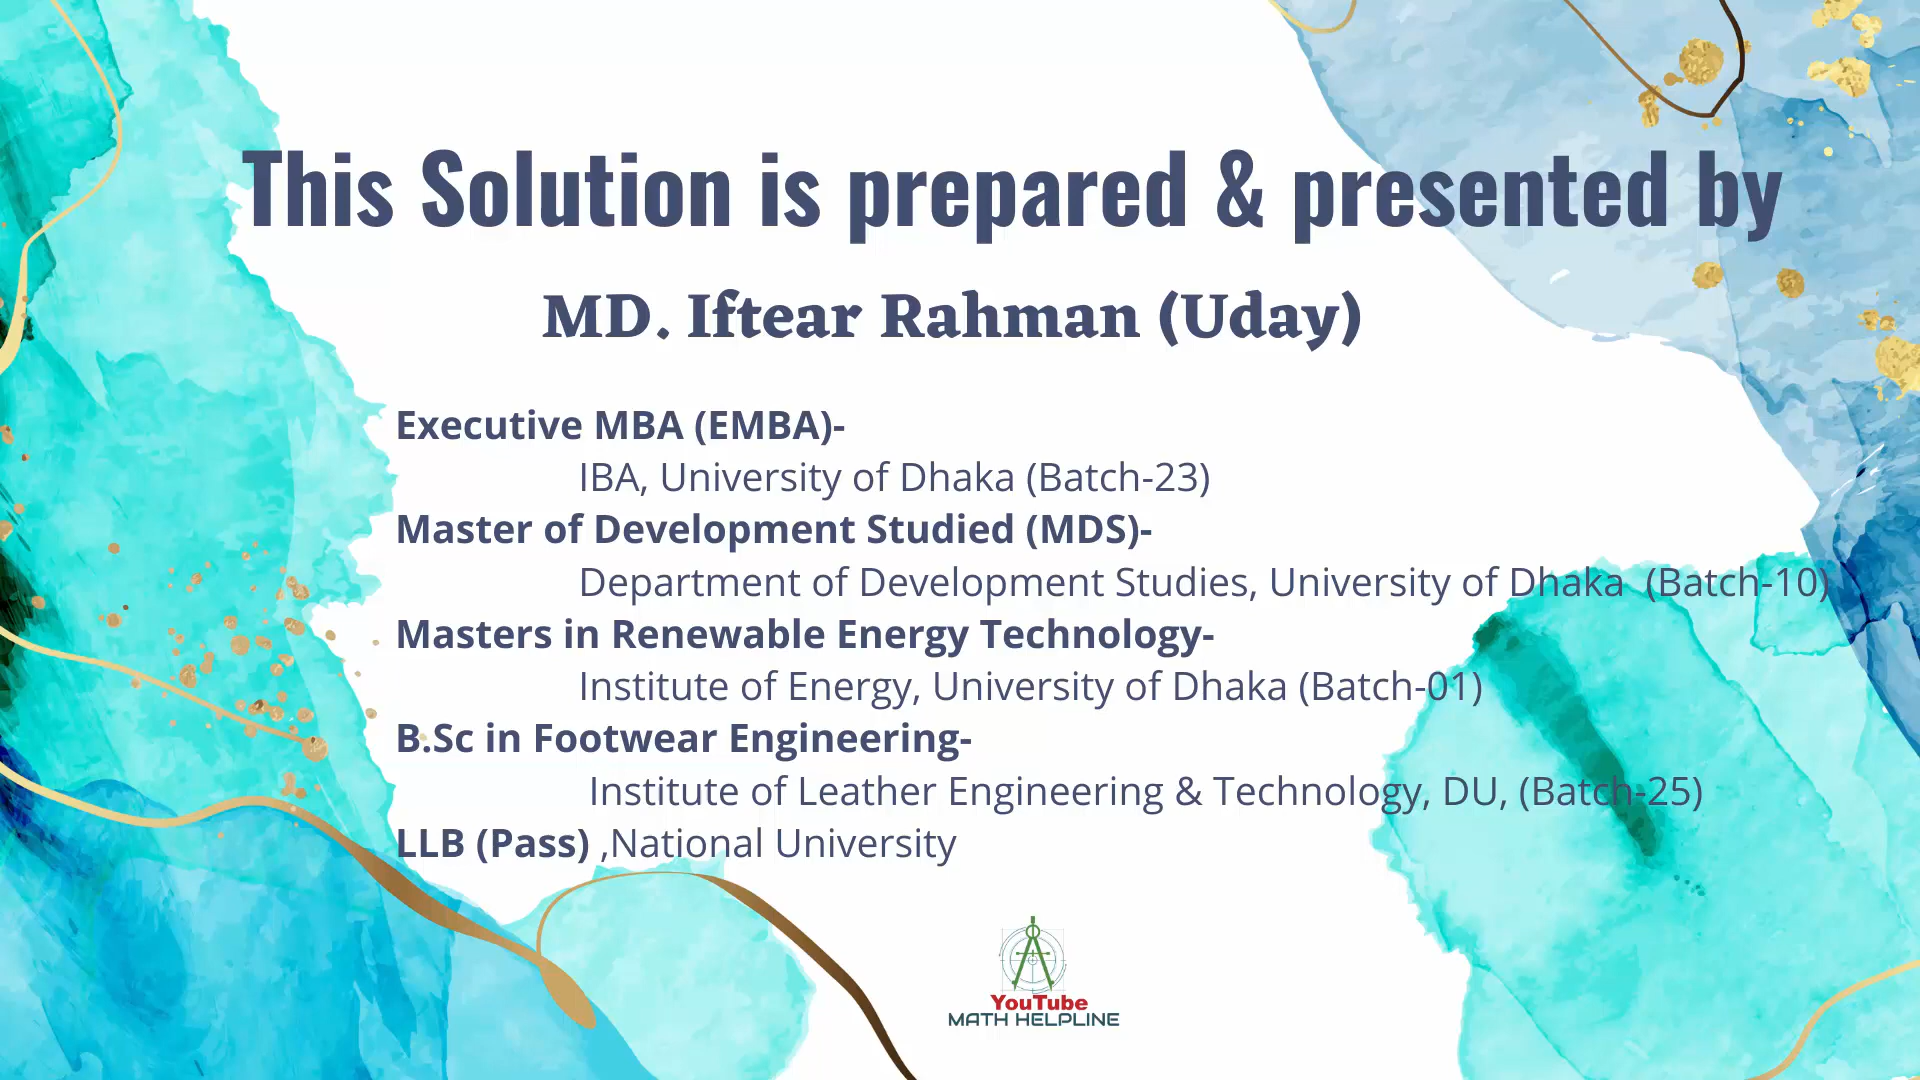 This Solution is prepared & presented by
MD. Iftear Rahman (Uday)
Executive MBA (EMBA)-
IBA, University of Dhaka (Batch-23)
Master of Development Studied (MDS)-
Department of Development Studies, University of Dhaka (Batch-10)
Masters in Renewable Energy Technology-
Institute of Energy, University of Dhaka (Batch-01)
B.Sc in Footwear Engineering-
Institute of Leather Engineering & Technology, DU, (Batch-25)
LLB (Pass) ,National University
YouTube
MATH HELPLINE